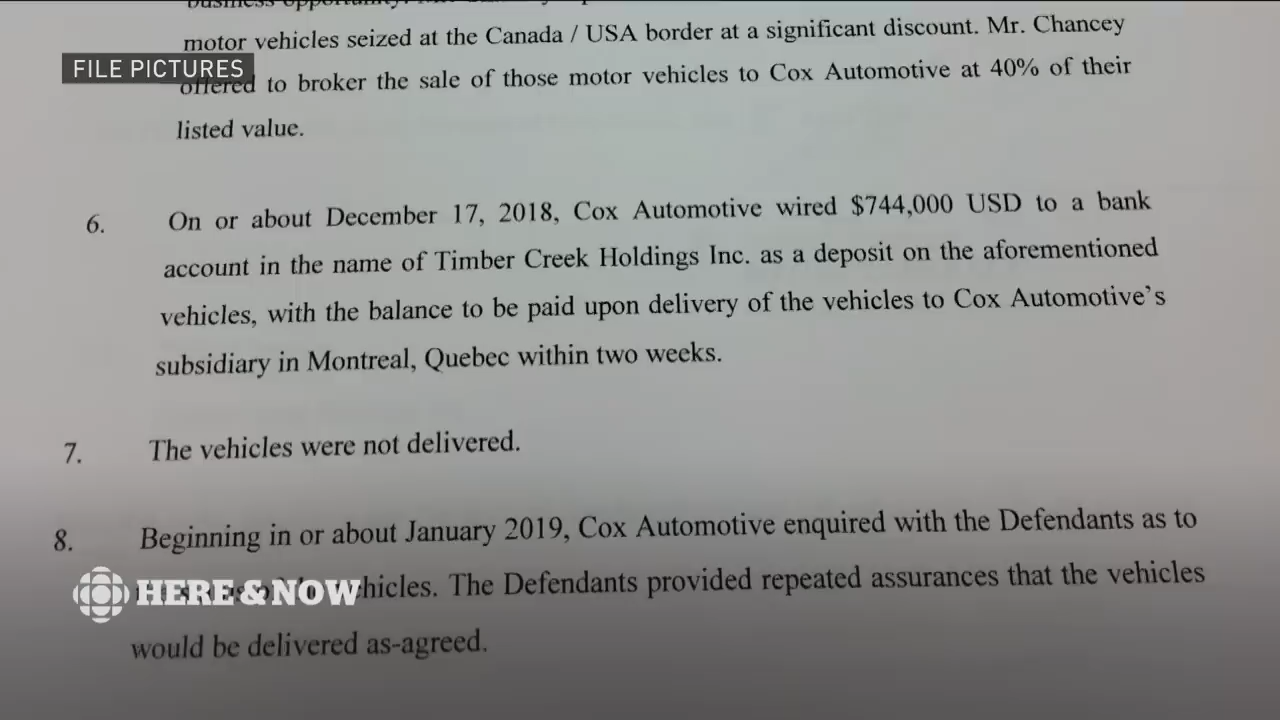 motor vehicles seized at the Canada / USA border at a significant discount. Mr. Chancey
FILE PICTURES
offered to broker the sale of those motor vehicles to Cox Automotive at 40% of their
listed value.
6. On or about December 17, 2018, Cox Automotive wired $744,000 USD to a bank
account in the name of Timber Creek Holdings Inc. as a deposit on the aforementioned
vehicles, with the balance to be paid upon delivery of the vehicles to Cox Automotive's
subsidiary in Montreal, Quebec within two weeks.
7. The vehicles were not delivered.
8. Beginning in or about January 2019, Cox Automotive enquired with the Defendants as to
HERE & NOW
vehicles. The Defendants provided repeated assurances that the vehicles
would be delivered as-agreed.